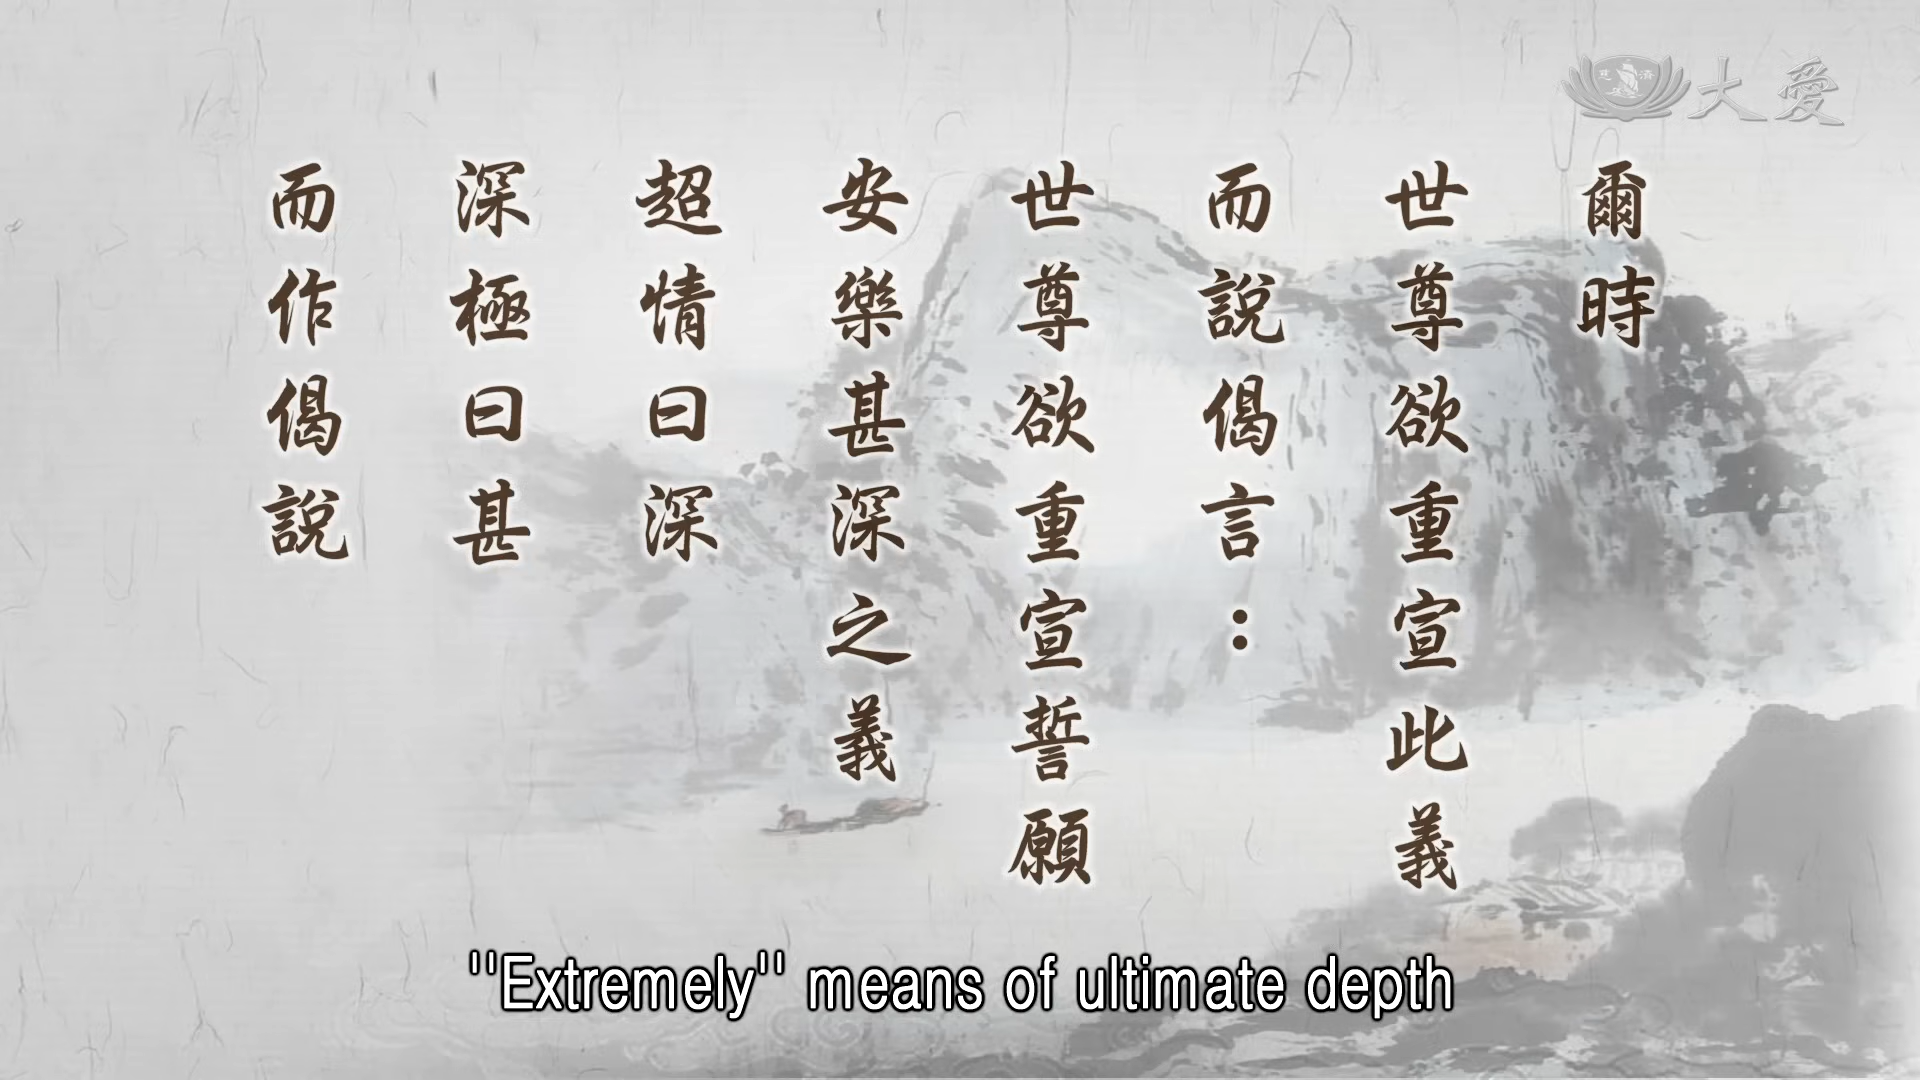 大愛
慈濟
爾時
世尊欲重宣此義
而說偈言：
世尊欲重宣誓願
安樂甚深之義
超情曰深
深極曰甚
而作偈說
"Extremely" means of ultimate depth